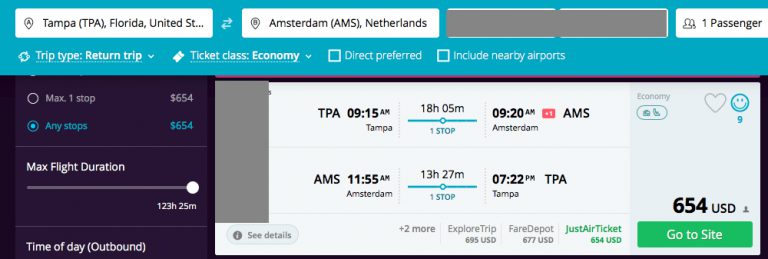 Tampa (TPA), Florida, United St...
Amsterdam (AMS), Netherlands
1 Passenger
Trip type: Return trip
Ticket class: Economy
Direct preferred
Include nearby airports
Max. 1 stop $654
Any stops $654
Max Flight Duration
123h 25m
Time of day (Outbound)
TPA 09:15AM 18h 05m 09:20AM +1 AMS
Tampa 1 STOP Amsterdam
AMS 11:55AM 13h 27m 07:22PM TPA
Amsterdam 1 STOP Tampa
See details
+2 more ExploreTrip FareDepot JustAirTicket
695 USD 677 USD 654 USD
Economy
9
654 USD
Go to Site